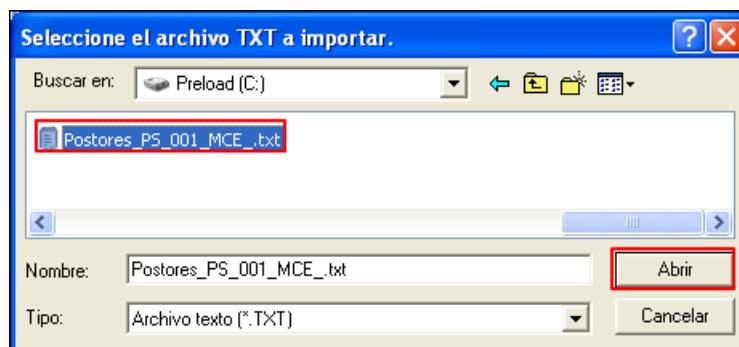 Seleccione el archivo TXT a importar.
Buscar en: Preload (C:)
Postores_PS_001_MCE_.txt
Nombre: Postores_PS_001_MCE_.txt Abrir
Tipo: Archivo texto (*.TXT) Cancelar